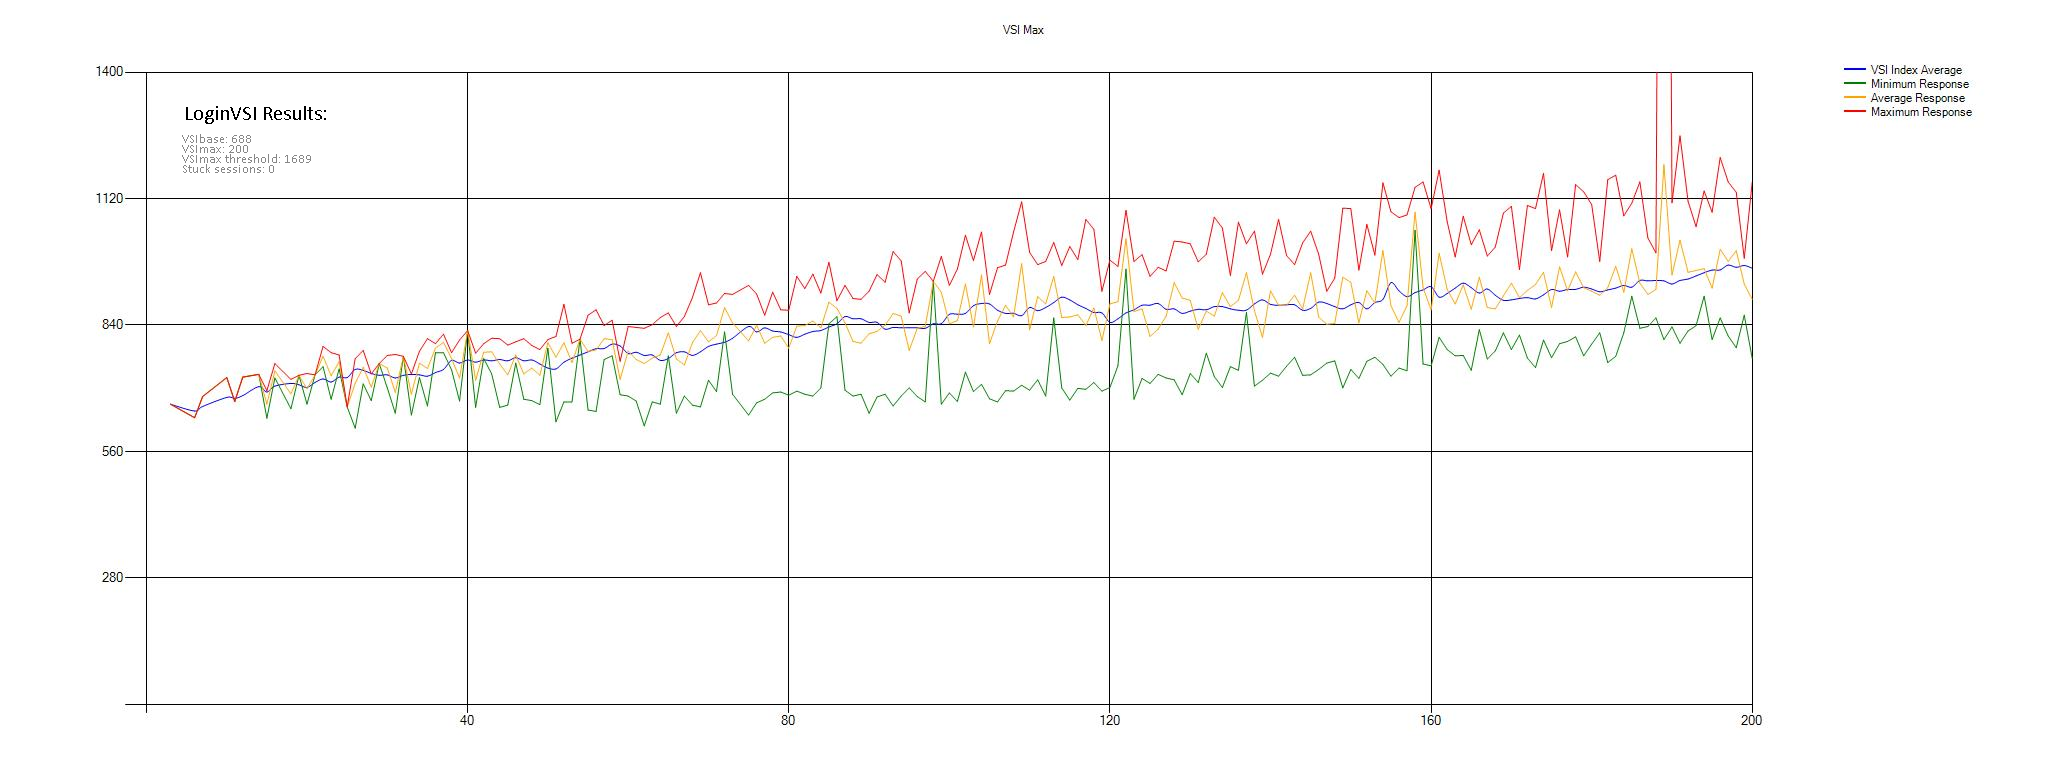 VSI Max
1400
1120
840
560
280
LoginVSI Results:
VSIbase: 688
VSImax: 200
VSImax threshold: 1689
Stuck sessions: 0
VSI Index Average
Minimum Response
Average Response
Maximum Response
40
80
120
160
200